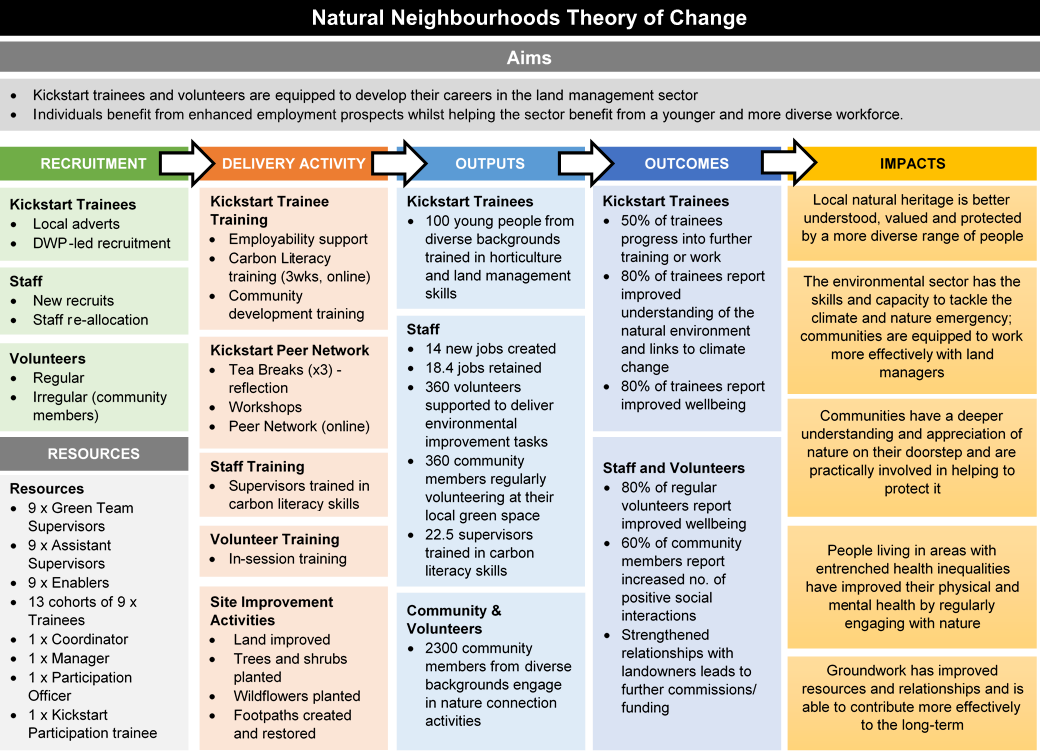 Natural Neighbourhoods Theory of Change
Aims
• Kickstart trainees and volunteers are equipped to develop their careers in the land management sector
• Individuals benefit from enhanced employment prospects whilst helping the sector benefit from a younger and more diverse workforce.
RECRUITMENT
Kickstart Trainees
• Local adverts
• DWP-led recruitment
Staff
• New recruits
• Staff re-allocation
Volunteers
• Regular
• Irregular (community
members)
RESOURCES
Resources
• 9 x Green Team
Supervisors
• 9 x Assistant
Supervisors
• 9 x Enablers
• 13 cohorts of 9 x
Trainees
• 1 x Coordinator
• 1 x Manager
• 1 x Participation
Officer
• 1 x Kickstart
Participation trainee
DELIVERY ACTIVITY
Kickstart Trainee
Training
• Employability support
• Carbon Literacy
training (3wks, online)
• Community
development training
Kickstart Peer Network
• Tea Breaks (x3) -
reflection
• Workshops
• Peer Network (online)
Staff Training
• Supervisors trained in
carbon literacy skills
Volunteer Training
• In-session training
Site Improvement
Activities
• Land improved
• Trees and shrubs
planted
• Wildflowers planted
• Footpaths created
and restored
OUTPUTS
Kickstart Trainees
• 100 young people from
diverse backgrounds
trained in horticulture
and land management
skills
Staff
• 14 new jobs created
• 18.4 jobs retained
• 360 volunteers
supported to deliver
environmental
improvement tasks
• 360 community
members regularly
volunteering at their
local green space
• 22.5 supervisors
trained in carbon
literacy skills
Community &
Volunteers
• 2300 community
members from diverse
backgrounds engage
in nature connection
activities
OUTCOMES
Kickstart Trainees
• 50% of trainees
progress into further
training or work
• 80% of trainees report
improved
understanding of the
natural environment
and links to climate
change
• 80% of trainees report
improved wellbeing
Staff and Volunteers
• 80% of regular
volunteers report
improved wellbeing
• 60% of community
members report
increased no. of
positive social
interactions
• Strengthened
relationships with
landowners leads to
further commissions/
funding
IMPACTS
Local natural heritage is better
understood, valued and protected
by a more diverse range of people
The environmental sector has the
skills and capacity to tackle the
climate and nature emergency;
communities are equipped to work
more effectively with land
managers
Communities have a deeper
understanding and appreciation of
nature on their doorstep and are
practically involved in helping to
protect it
People living in areas with
entrenched health inequalities
have improved their physical and
mental health by regularly
engaging with nature
Groundwork has improved
resources and relationships and is
able to contribute more effectively
to the long-term